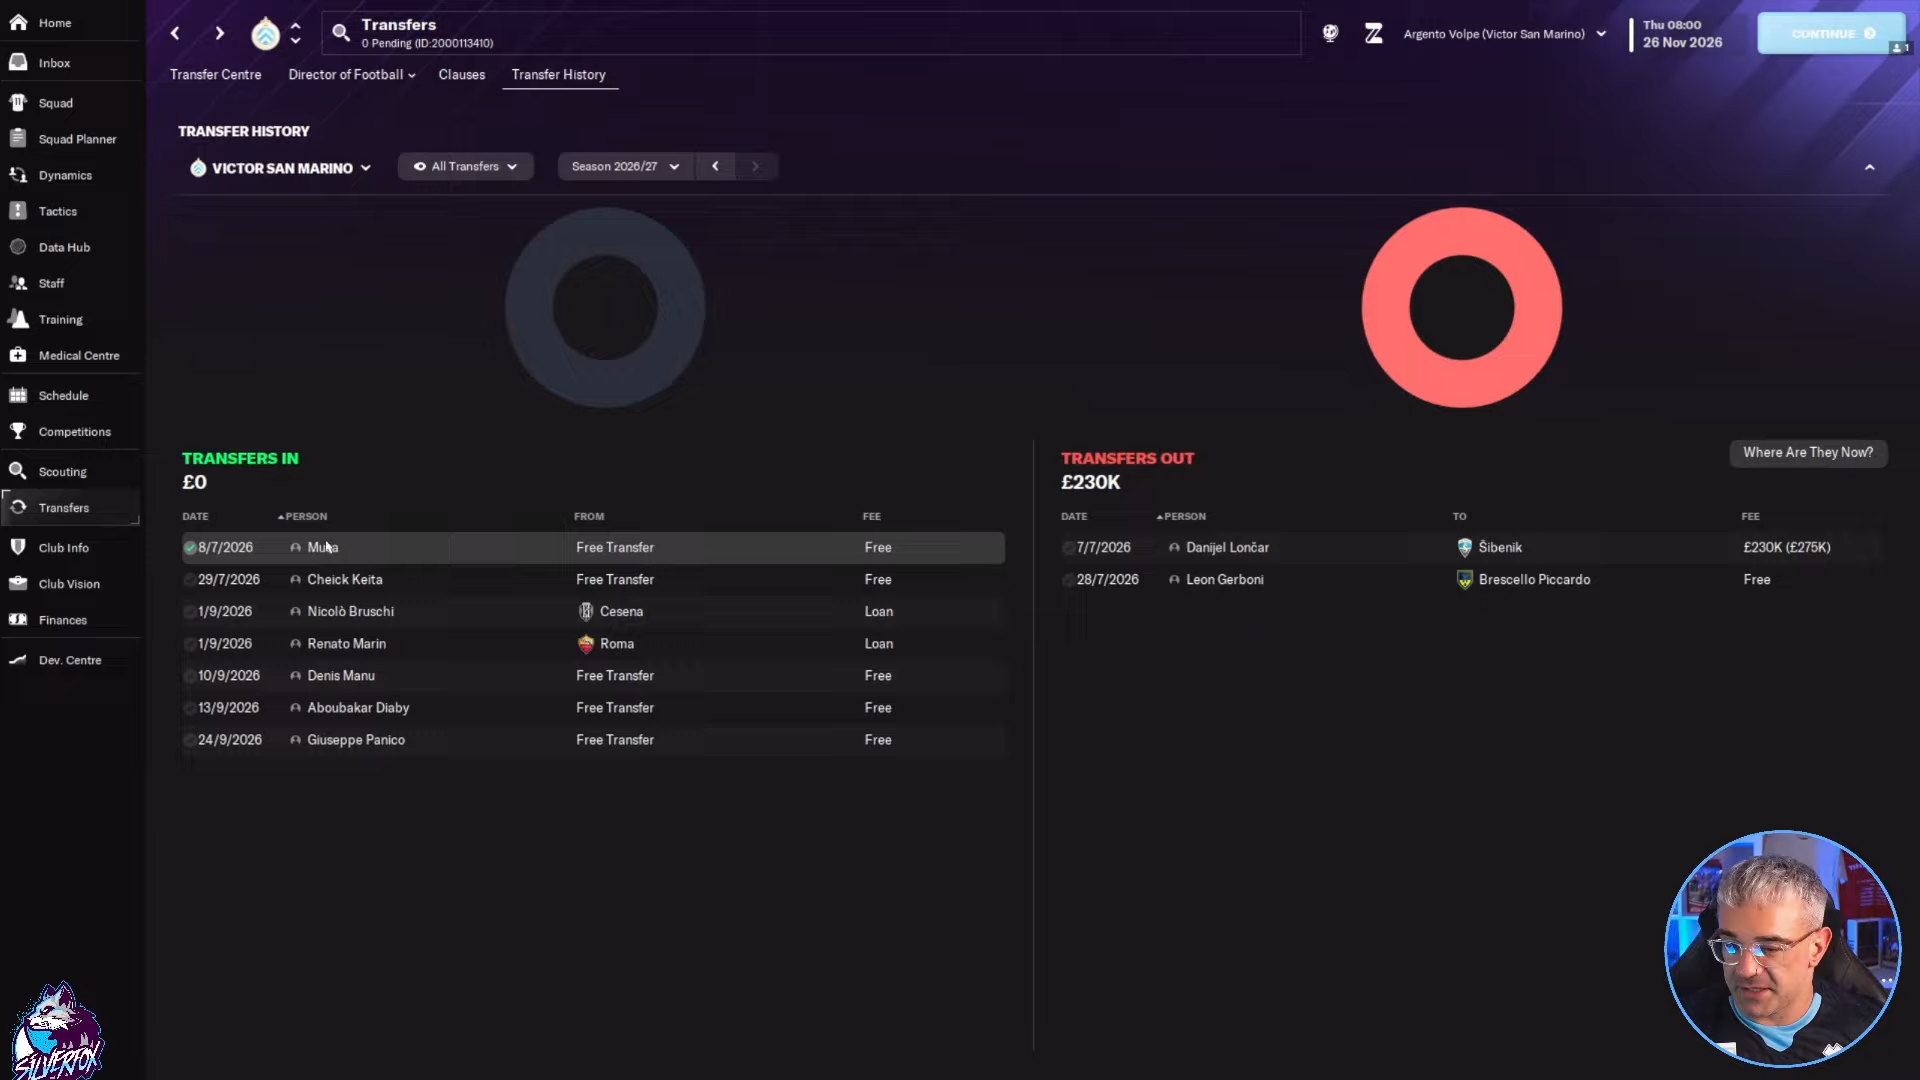 Home
Inbox
Squad
Squad Planner
Dynamics
Tactics
Data Hub
Staff
Training
Medical Centre
Schedule
Competitions
Scouting
Transfers
Club Info
Club Vision
Finances
Dev. Centre
Transfers
0 Pending (ID:2000113410)
Argento Volpe (Victor San Marino)
Thu 08:00
26 Nov 2026
CONTINUE
1
Transfer Centre Director of Football Clauses Transfer History
TRANSFER HISTORY
VICTOR SAN MARINO All Transfers Season 2026/27
TRANSFERS IN
£0
DATE PERSON FROM FEE
8/7/2026 Free Transfer Free
29/7/2026 Cheick Keita Free Transfer Free
1/9/2026 Nicolò Bruschi Cesena Loan
1/9/2026 Renato Marin Roma Loan
10/9/2026 Denis Manu Free Transfer Free
13/9/2026 Aboubakar Diaby Free Transfer Free
24/9/2026 Giuseppe Panico Free Transfer Free
TRANSFERS OUT
£230K
Where Are They Now?
DATE PERSON TO FEE
7/7/2026 Danijel Lončar Šibenik £230K (£275K)
28/7/2026 Leon Gerboni Brescello Piccardo Free
SILVERFOX